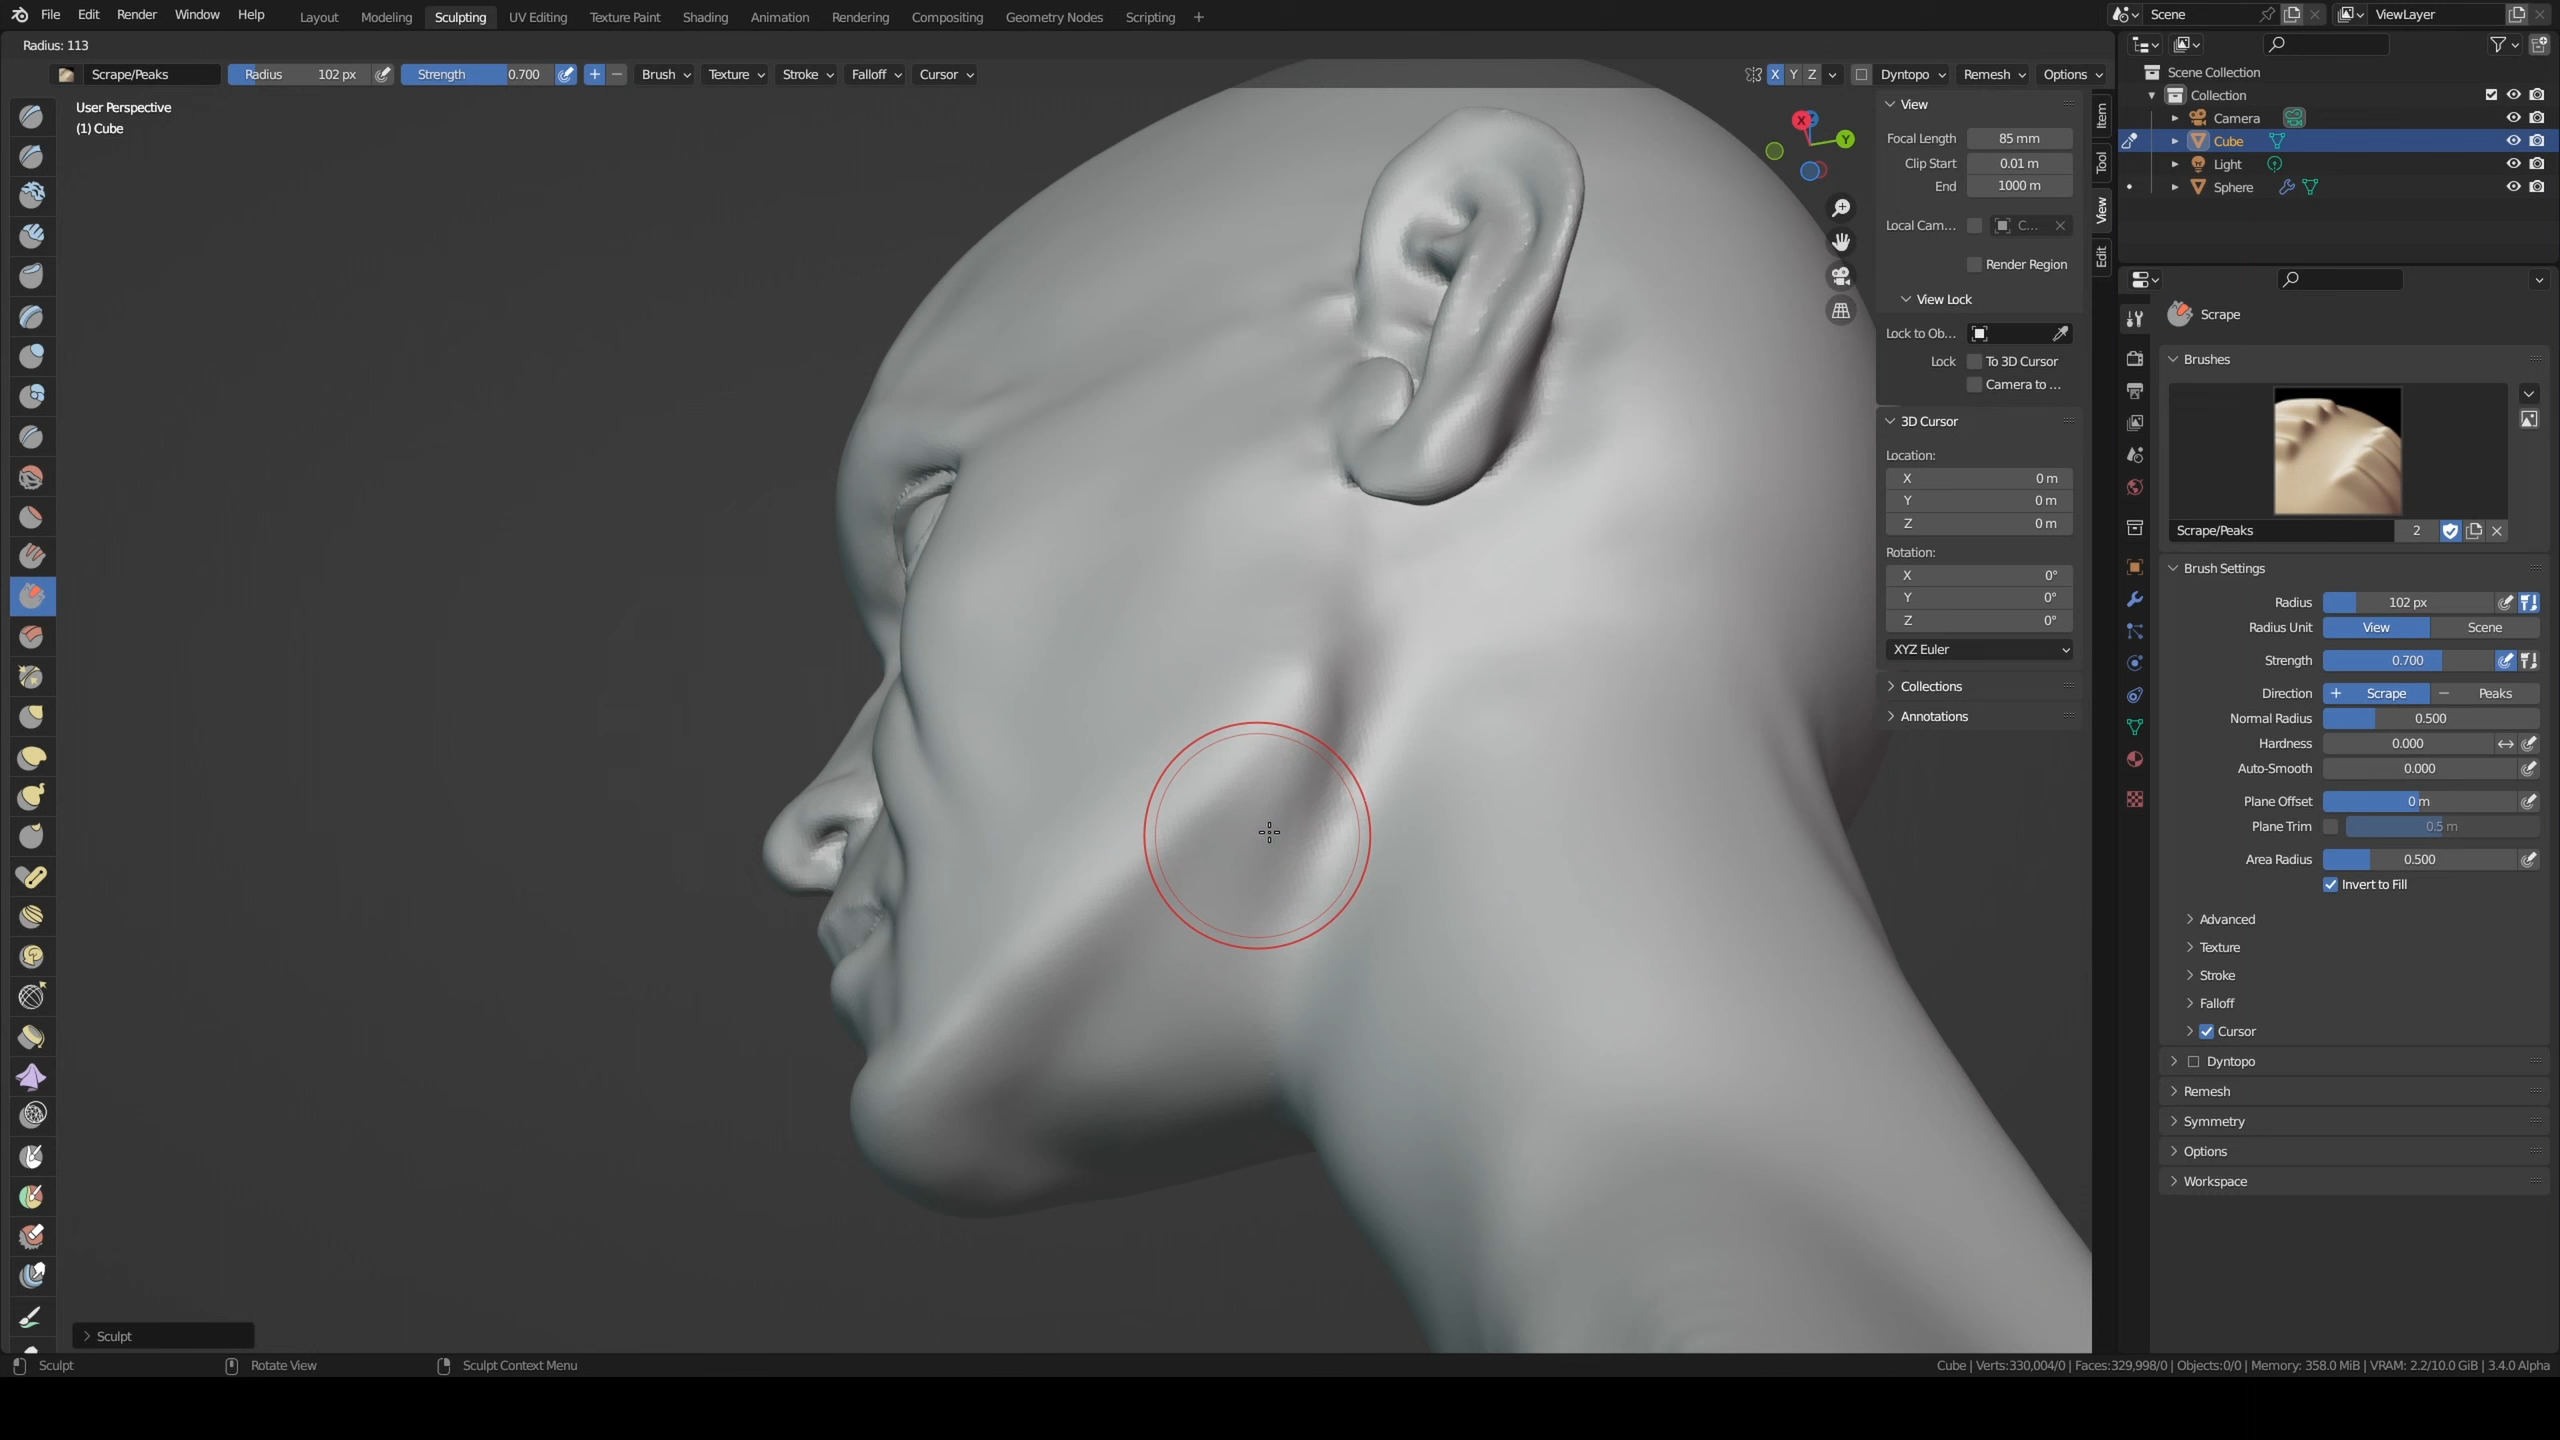 File Edit Render Window Help Layout Modeling Sculpting UV Editing Texture Paint Shading Animation Rendering Compositing Geometry Nodes Scripting + Scene ViewLayer
Radius: 113
Scrape/Peaks Radius 102 px Strength 0.700 + − Brush Texture Stroke Falloff Cursor X Y Z Dyntopo Remesh Options
User Perspective
(1) Cube
X
Y
View
Focal Length 85 mm
Clip Start 0.01 m
End 1000 m
Local Cam... C...
Render Region
View Lock
Lock to Ob...
Lock To 3D Cursor
Camera to ...
3D Cursor
Location:
X 0 m
Y 0 m
Z 0 m
Rotation:
X 0°
Y 0°
Z 0°
XYZ Euler
Collections
Annotations
Item
Tool
View
Edit
Scene Collection
Collection
Camera
Cube
Light
Sphere
Scrape
Brushes
Scrape/Peaks 2
Brush Settings
Radius 102 px
Radius Unit View Scene
Strength 0.700
Direction + Scrape − Peaks
Normal Radius 0.500
Hardness 0.000
Auto-Smooth 0.000
Plane Offset 0 m
Plane Trim 0.5 m
Area Radius 0.500
Invert to Fill
Advanced
Texture
Stroke
Falloff
Cursor
Dyntopo
Remesh
Symmetry
Options
Workspace
Sculpt
Sculpt Rotate View Sculpt Context Menu Cube | Verts:330,004/0 | Faces:329,998/0 | Objects:0/0 | Memory: 358.0 MiB | VRAM: 2.2/10.0 GiB | 3.4.0 Alpha